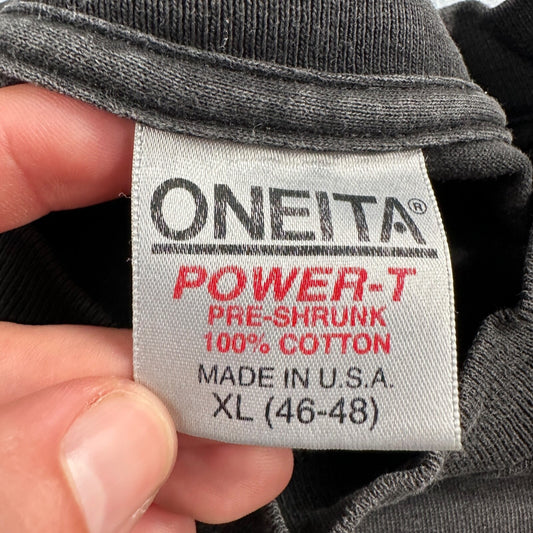 ONEITA®
POWER-T
PRE-SHRUNK
100% COTTON
MADE IN U.S.A.
XL (46-48)